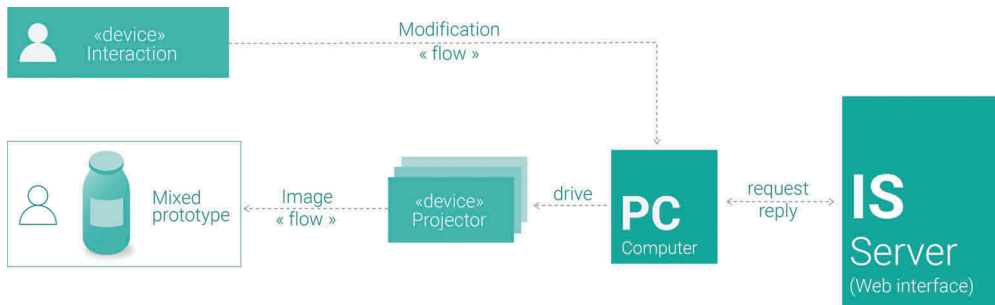 «device»
Interaction
Modification
« flow »
Mixed
prototype
Image
« flow »
«device»
Projector
drive
PC
Computer
request
reply
IS
Server
(Web interface)